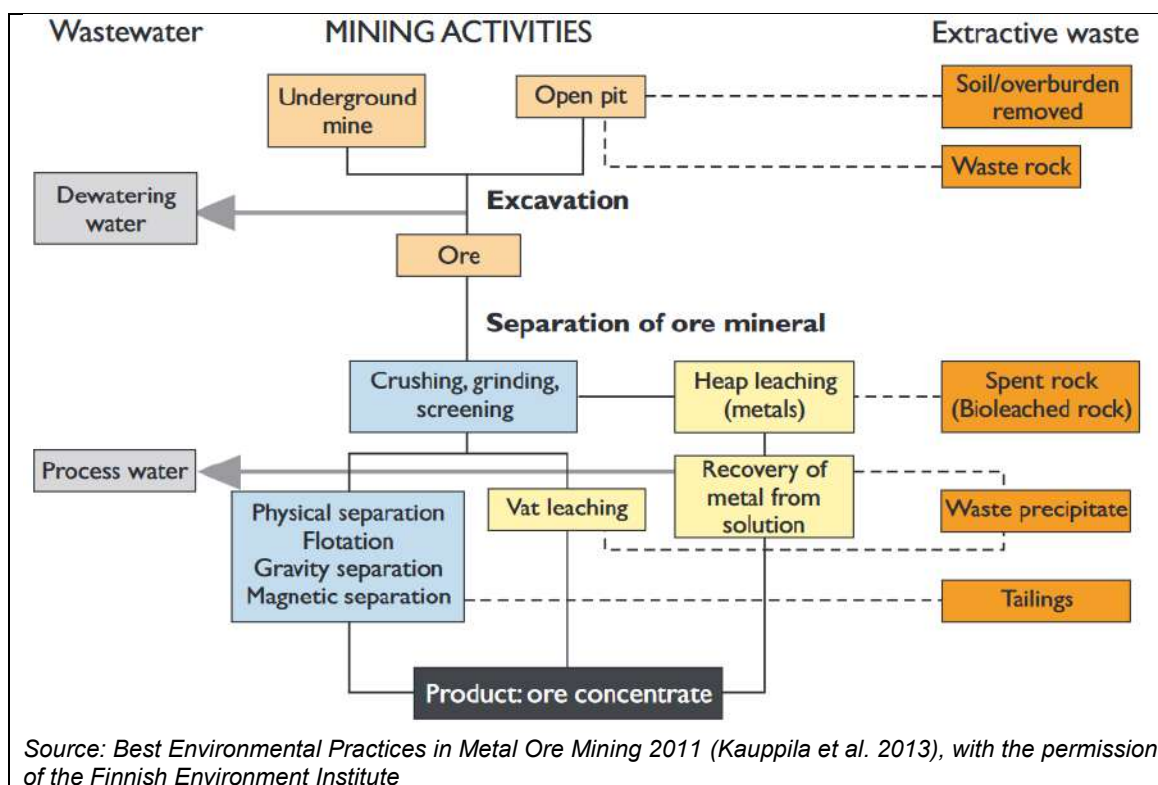 Wastewater
MINING ACTIVITIES
Extractive waste
Underground
mine
Open pit
Soil/overburden
removed
Waste rock
Dewatering
water
Excavation
Ore
Separation of ore mineral
Crushing, grinding,
screening
Heap leaching
(metals)
Spent rock
(Bioleached rock)
Process water
Physical separation
Flotation
Gravity separation
Magnetic separation
Vat leaching
Recovery of
metal from
solution
Waste precipitate
Tailings
Product: ore concentrate
Source: Best Environmental Practices in Metal Ore Mining 2011 (Kauppila et al. 2013), with the permission
of the Finnish Environment Institute